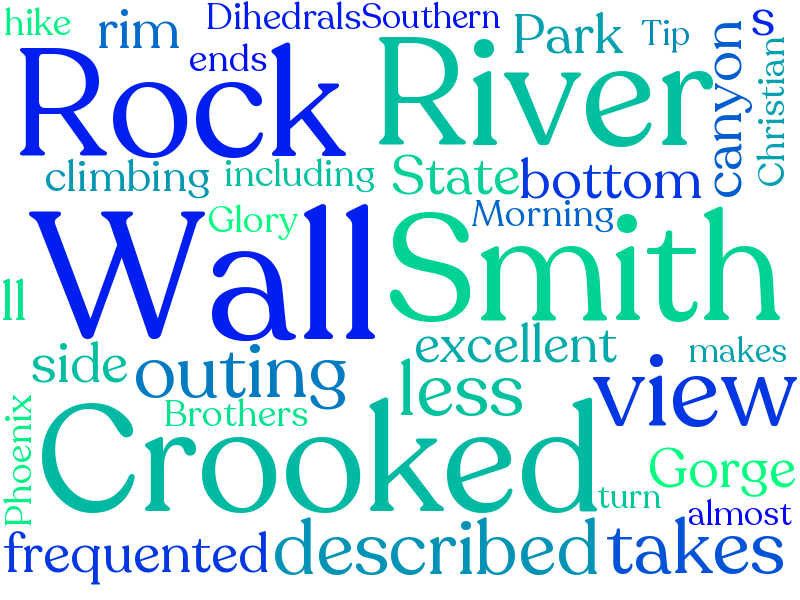 hike
rim
DihedralsSouthern
ends
Park
Tip
s
Rock
River
canyon
Christian
climbing
including
State
bottom
Glory
Morning
Wall
Smith
ll
side
outing
excellent
makes
less
view
Phoenix
Brothers
Crooked
turn
Gorge
almost
frequented
described
takes